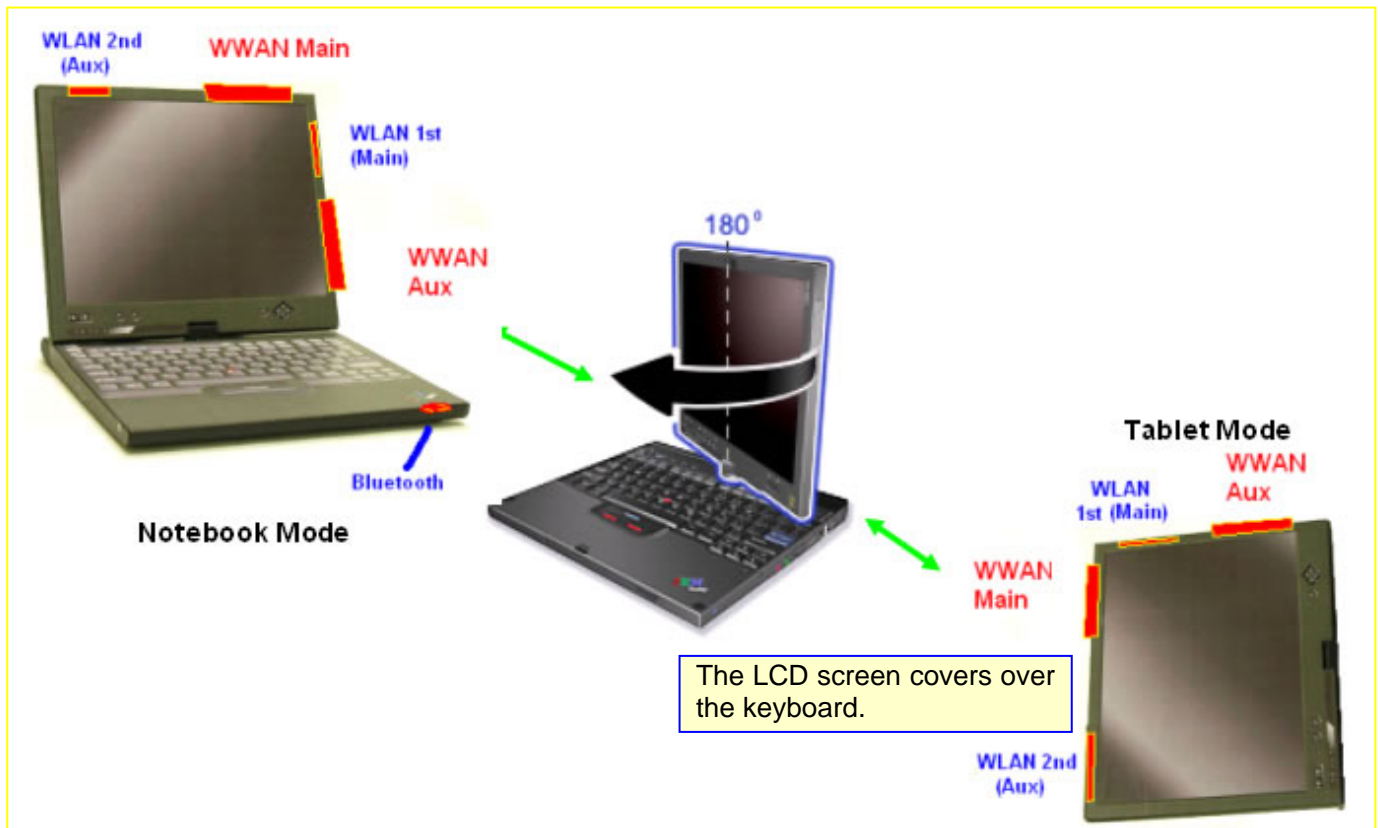 WLAN 2nd
(Aux)
WWAN Main
WLAN 1st
(Main)
WWAN
Aux
Bluetooth
Notebook Mode
180°
Tablet Mode
WWAN
Aux
WLAN
1st (Main)
WWAN
Main
WLAN 2nd
(Aux)
The LCD screen covers over
the keyboard.